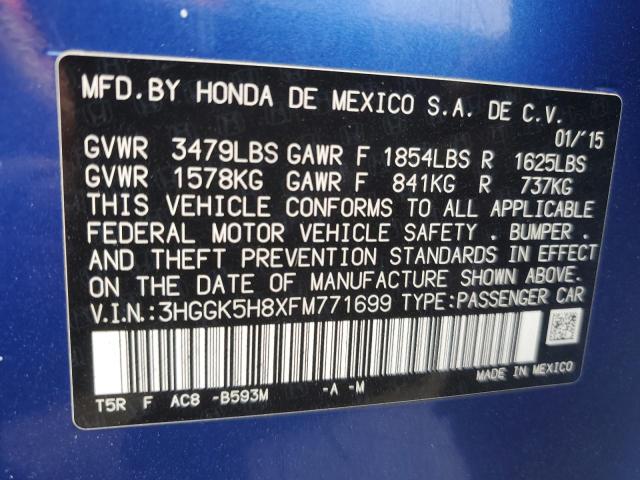 MFD.BY HONDA DE MEXICO S.A. DE C.V.
01/'15
GVWR 3479LBS GAWR F 1854LBS R 1625LBS
GVWR 1578KG GAWR F 841KG R 737KG
THIS VEHICLE CONFORMS TO ALL APPLICABLE
FEDERAL MOTOR VEHICLE SAFETY . BUMPER .
AND THEFT PREVENTION STANDARDS IN EFFECT
ON THE DATE OF MANUFACTURE SHOWN ABOVE.
V.I.N.:3HGGK5H8XFM771699 TYPE:PASSENGER CAR
T5R F AC8 -B593M -A -M MADE IN MEXICO